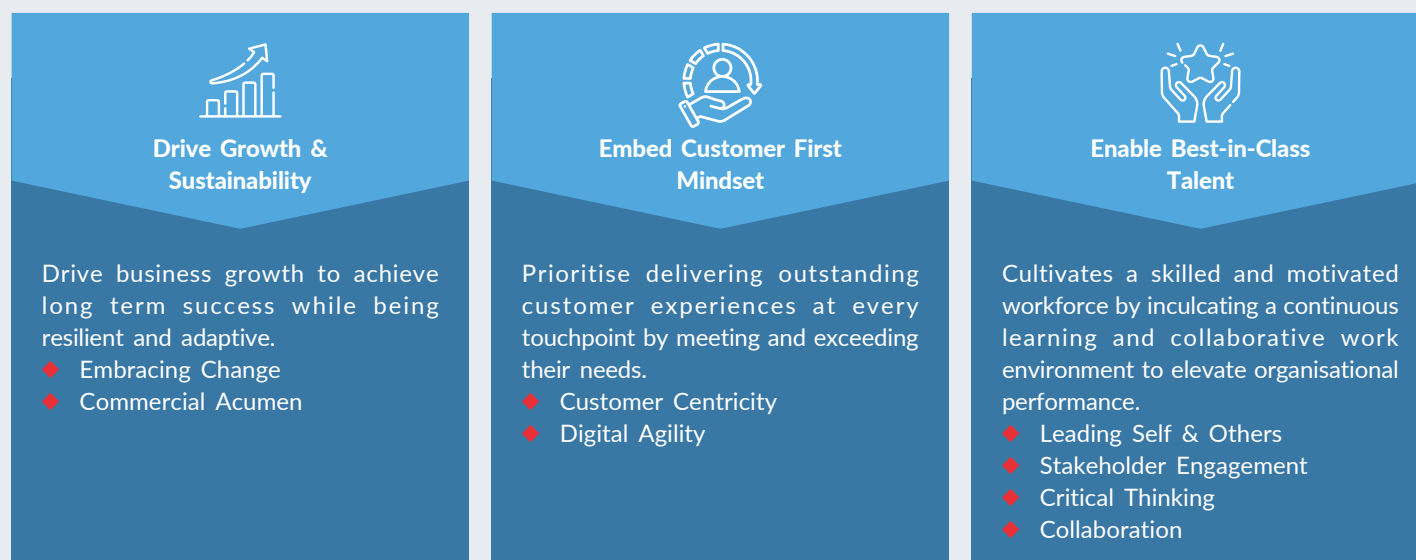 Drive Growth &
Sustainability
Drive business growth to achieve
long term success while being
resilient and adaptive.
Embracing Change
Commercial Acumen
Embed Customer First
Mindset
Prioritise delivering outstanding
customer experiences at every
touchpoint by meeting and exceeding
their needs.
Customer Centricity
Digital Agility
Enable Best-in-Class
Talent
Cultivates a skilled and motivated
workforce by inculcating a continuous
learning and collaborative work
environment to elevate organisational
performance.
Leading Self & Others
Stakeholder Engagement
Critical Thinking
Collaboration